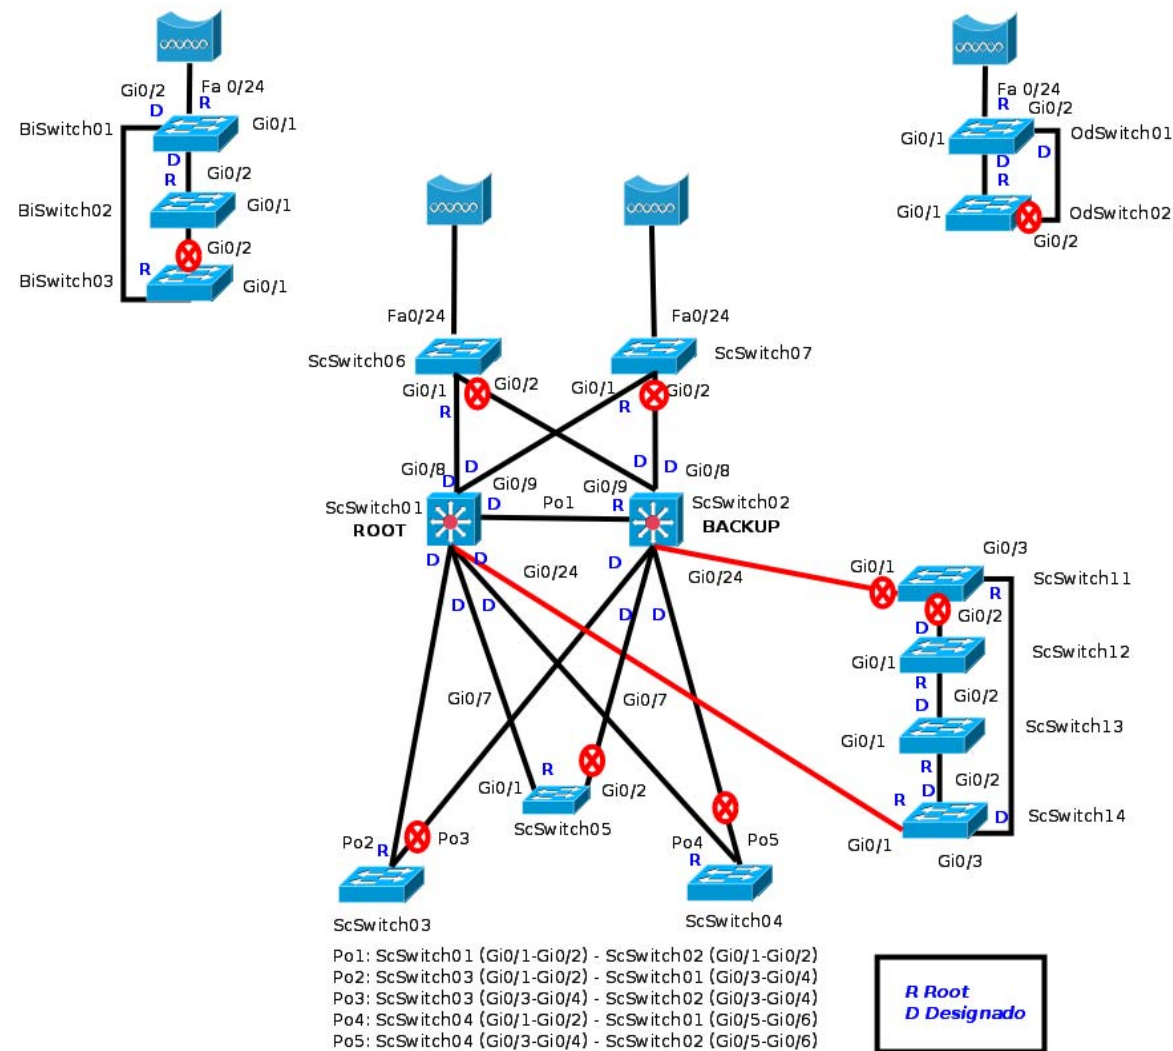 Gi0/2
Fa 0/24
D
R
BiSwitch01
Gi0/1
D
R
Gi0/2
BiSwitch02
Gi0/1
Gi0/2
BiSwitch03
R
Gi0/1
Fa 0/24
R
Gi0/2
Gi0/1
OdSwitch01
D
D
R
Gi0/1
OdSwitch02
Gi0/2
Fa0/24
Fa0/24
ScSwitch06
ScSwitch07
Gi0/1
Gi0/2
Gi0/1
Gi0/2
R
R
Gi0/8
D
D
D
D
Gi0/8
Gi0/9
Gi0/9
ScSwitch01
ROOT
D
Po1
R
ScSwitch02
BACKUP
D
D
Gi0/24
D
Gi0/24
D
D
D
D
Gi0/7
Gi0/7
Gi0/3
Gi0/1
R
ScSwitch11
Gi0/2
D
ScSwitch12
Gi0/1
R
Gi0/2
D
ScSwitch13
Gi0/1
R
Gi0/2
D
R
D
ScSwitch14
Gi0/1
Gi0/3
R
Gi0/1
Gi0/2
ScSwitch05
Po2
R
Po3
Po4
Po5
R
ScSwitch03
ScSwitch04
Po1: ScSwitch01 (Gi0/1-Gi0/2) - ScSwitch02 (Gi0/1-Gi0/2)
Po2: ScSwitch03 (Gi0/1-Gi0/2) - ScSwitch01 (Gi0/3-Gi0/4)
Po3: ScSwitch03 (Gi0/3-Gi0/4) - ScSwitch02 (Gi0/3-Gi0/4)
Po4: ScSwitch04 (Gi0/1-Gi0/2) - ScSwitch01 (Gi0/5-Gi0/6)
Po5: ScSwitch04 (Gi0/3-Gi0/4) - ScSwitch02 (Gi0/5-Gi0/6)
R Root
D Designado